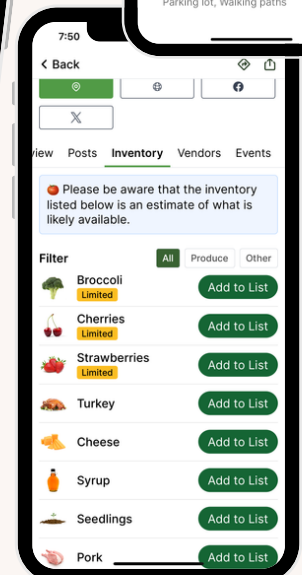 Parking lot, Walking paths
7:50
Back
view Posts Inventory Vendors Events
Please be aware that the inventory
listed below is an estimate of what is
likely available.
Filter All Produce Other
Broccoli
Limited
Add to List
Cherries
Limited
Add to List
Strawberries
Limited
Add to List
Turkey Add to List
Cheese Add to List
Syrup Add to List
Seedlings Add to List
Pork Add to List